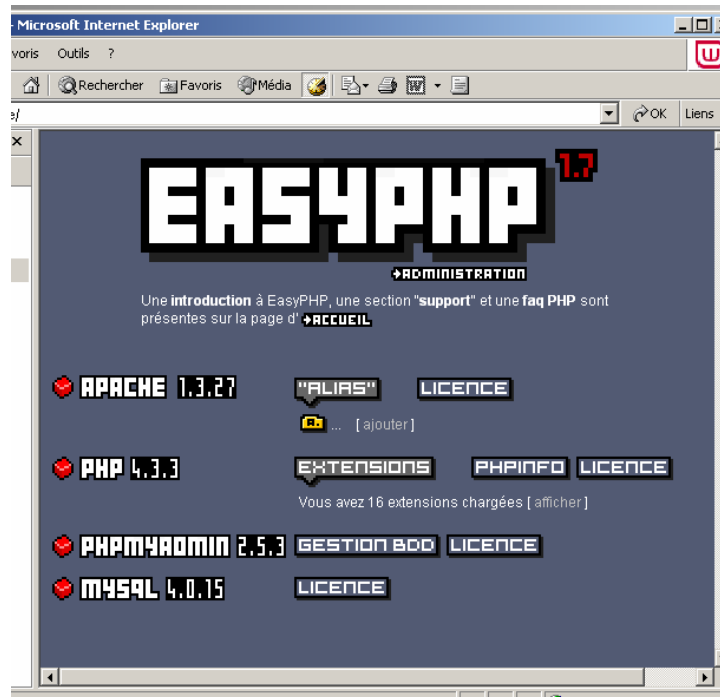 - Microsoft Internet Explorer
voris Outils ?
Rechercher Favoris Média
e/ OK Liens
EASYPHP 1.7
ADMINISTRATION
Une introduction à EasyPHP, une section "support" et une faq PHP sont
présentes sur la page d' ACCUEIL
APACHE 1.3.27 "ALIAS" LICENCE
a. ... [ ajouter ]
PHP 4.3.3 EXTENSIONS PHPINFO LICENCE
Vous avez 16 extensions chargées [ afficher ]
PHPMYADMIN 2.5.3 GESTION BDD LICENCE
MYSQL 4.0.15 LICENCE